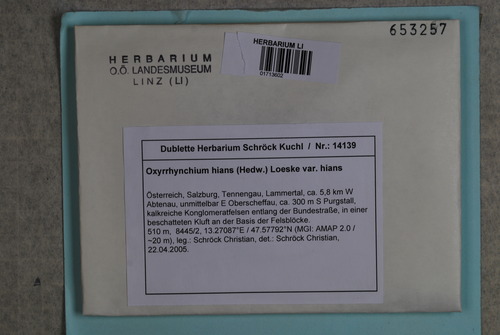 653257
HERBARIUM
O.Ö. LANDESMUSEUM
LINZ (LI)
HERBARIUM LI
01713602
Dublette Herbarium Schröck Kuchl / Nr.: 14139
Oxyrrhynchium hians (Hedw.) Loeske var. hians
Österreich, Salzburg, Tennengau, Lammertal, ca. 5,8 km W
Abtenau, unmittelbar E Oberscheffau, ca. 300 m S Purgstall,
kalkreiche Konglomeratfelsen entlang der Bundestraße, in einer
beschatteten Kluft an der Basis der Felsblöcke.
510 m, 8445/2, 13.27087°E / 47.57792°N (MGI: AMAP 2.0 /
~20 m), leg.: Schröck Christian, det.: Schröck Christian,
22.04.2005.